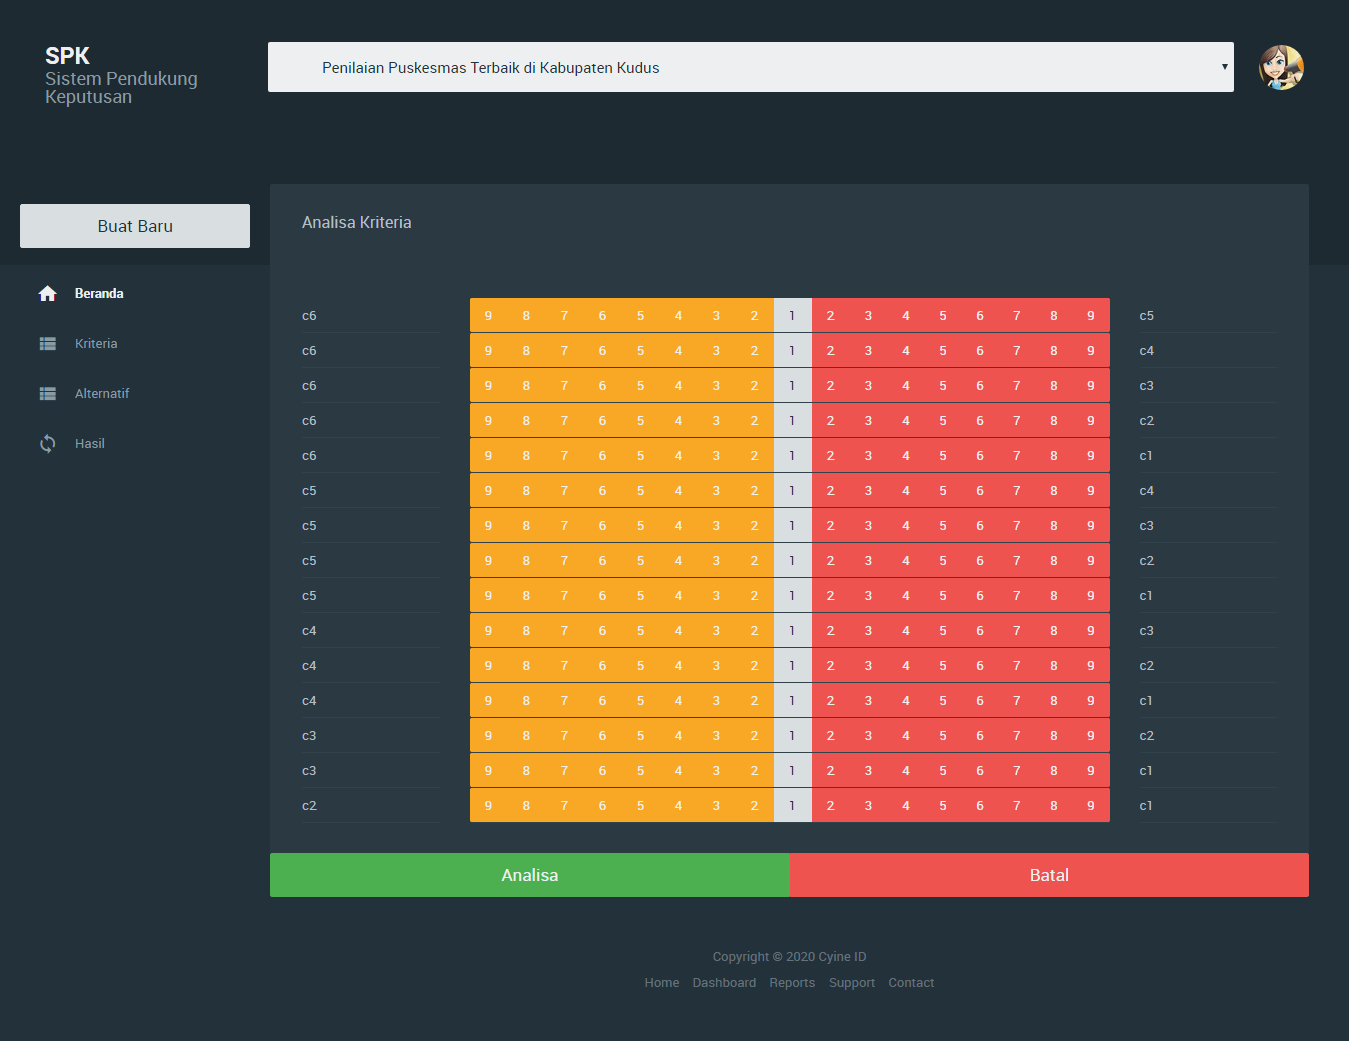 SPK
Sistem Pendukung
Keputusan
Penilaian Puskesmas Terbaik di Kabupaten Kudus
Buat Baru
Beranda
Kriteria
Alternatif
Hasil
Analisa Kriteria
c6 9 8 7 6 5 4 3 2 1 2 3 4 5 6 7 8 9 c5
c6 9 8 7 6 5 4 3 2 1 2 3 4 5 6 7 8 9 c4
c6 9 8 7 6 5 4 3 2 1 2 3 4 5 6 7 8 9 c3
c6 9 8 7 6 5 4 3 2 1 2 3 4 5 6 7 8 9 c2
c6 9 8 7 6 5 4 3 2 1 2 3 4 5 6 7 8 9 c1
c5 9 8 7 6 5 4 3 2 1 2 3 4 5 6 7 8 9 c4
c5 9 8 7 6 5 4 3 2 1 2 3 4 5 6 7 8 9 c3
c5 9 8 7 6 5 4 3 2 1 2 3 4 5 6 7 8 9 c2
c5 9 8 7 6 5 4 3 2 1 2 3 4 5 6 7 8 9 c1
c4 9 8 7 6 5 4 3 2 1 2 3 4 5 6 7 8 9 c3
c4 9 8 7 6 5 4 3 2 1 2 3 4 5 6 7 8 9 c2
c4 9 8 7 6 5 4 3 2 1 2 3 4 5 6 7 8 9 c1
c3 9 8 7 6 5 4 3 2 1 2 3 4 5 6 7 8 9 c2
c3 9 8 7 6 5 4 3 2 1 2 3 4 5 6 7 8 9 c1
c2 9 8 7 6 5 4 3 2 1 2 3 4 5 6 7 8 9 c1
Analisa
Batal
Copyright © 2020 Cyine ID
Home Dashboard Reports Support Contact